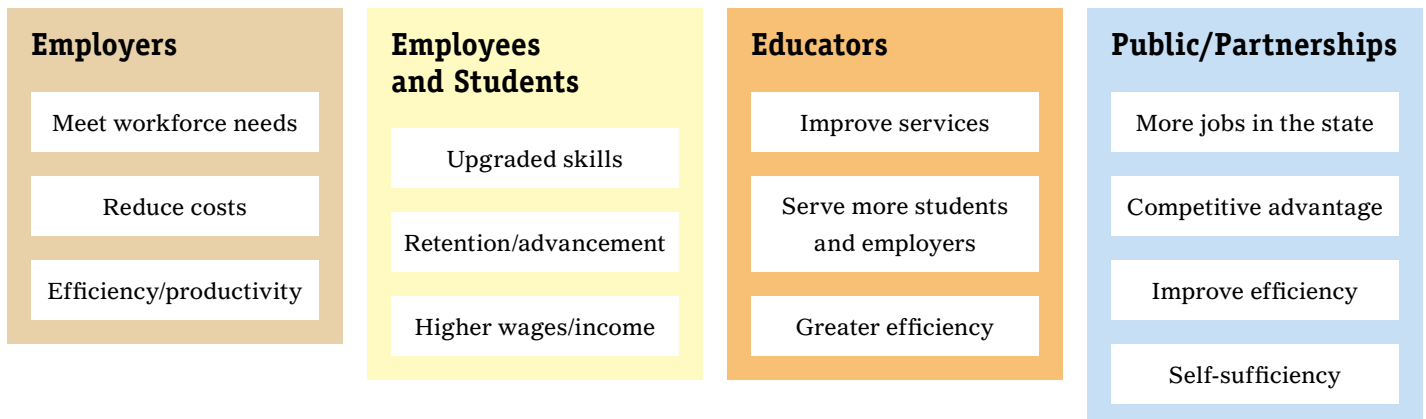 Employers
Meet workforce needs
Reduce costs
Efficiency/productivity
Employees
and Students
Upgraded skills
Retention/advancement
Higher wages/income
Educators
Improve services
Serve more students
and employers
Greater efficiency
Public/Partnerships
More jobs in the state
Competitive advantage
Improve efficiency
Self-sufficiency